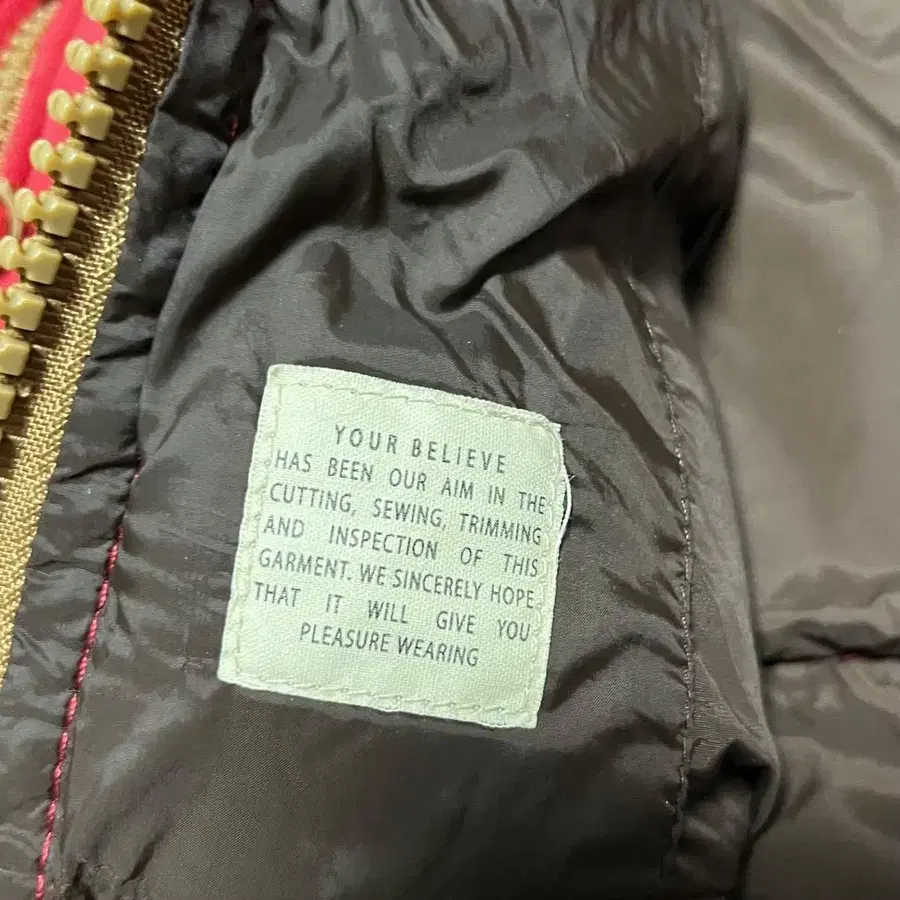 YOUR BELIEVE
HAS BEEN OUR AIM IN THE
CUTTING, SEWING, TRIMMING
AND INSPECTION OF THIS
GARMENT. WE SINCERELY HOPE
THAT IT WILL GIVE YOU
PLEASURE WEARING